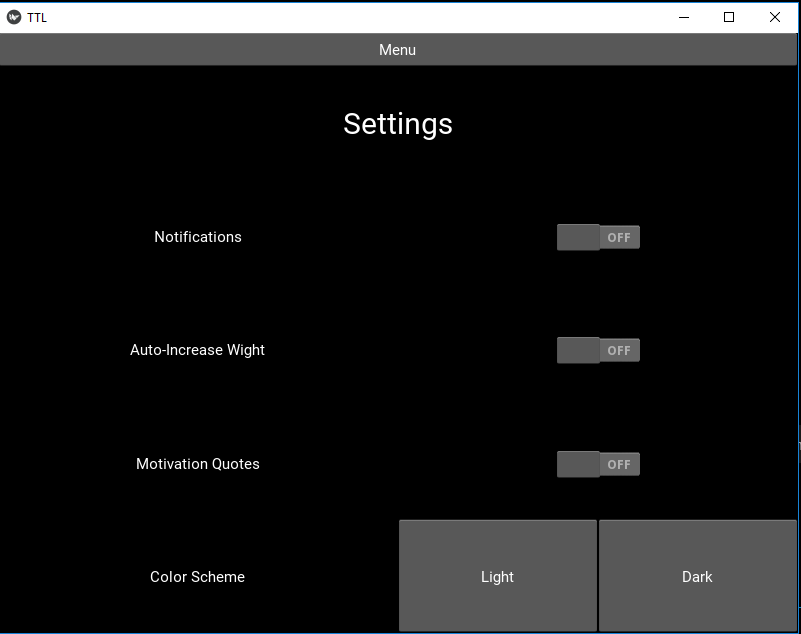 TTL
Menu
Settings
Notifications
OFF
Auto-Increase Wight
OFF
Motivation Quotes
OFF
Color Scheme
Light
Dark